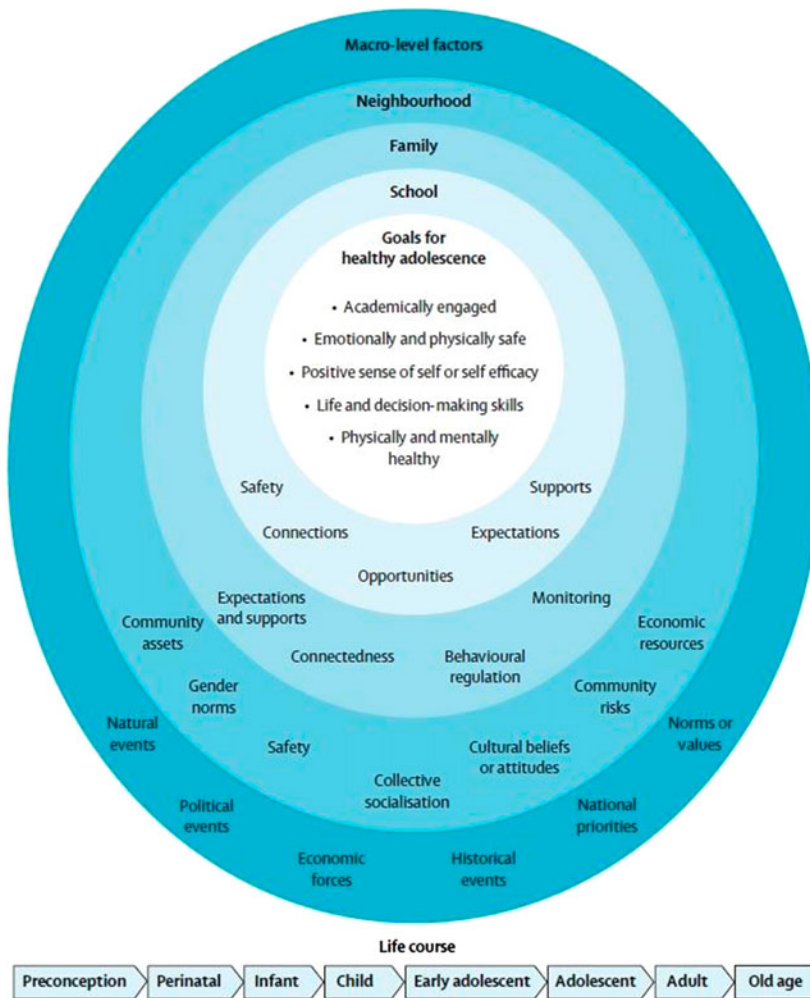 Macro-level factors
Neighbourhood
Family
School
Goals for
healthy adolescence
• Academically engaged
• Emotionally and physically safe
• Positive sense of self or self efficacy
• Life and decision-making skills
• Physically and mentally
healthy
Safety
Supports
Connections
Expectations
Opportunities
Expectations
and supports
Monitoring
Connectedness
Behavioural
regulation
Community
assets
Economic
resources
Gender
norms
Community
risks
Safety
Cultural beliefs
or attitudes
Collective
socialisation
Natural
events
Norms or
values
Political
events
National
priorities
Economic
forces
Historical
events
Life course
Preconception
Perinatal
Infant
Child
Early adolescent
Adolescent
Adult
Old age